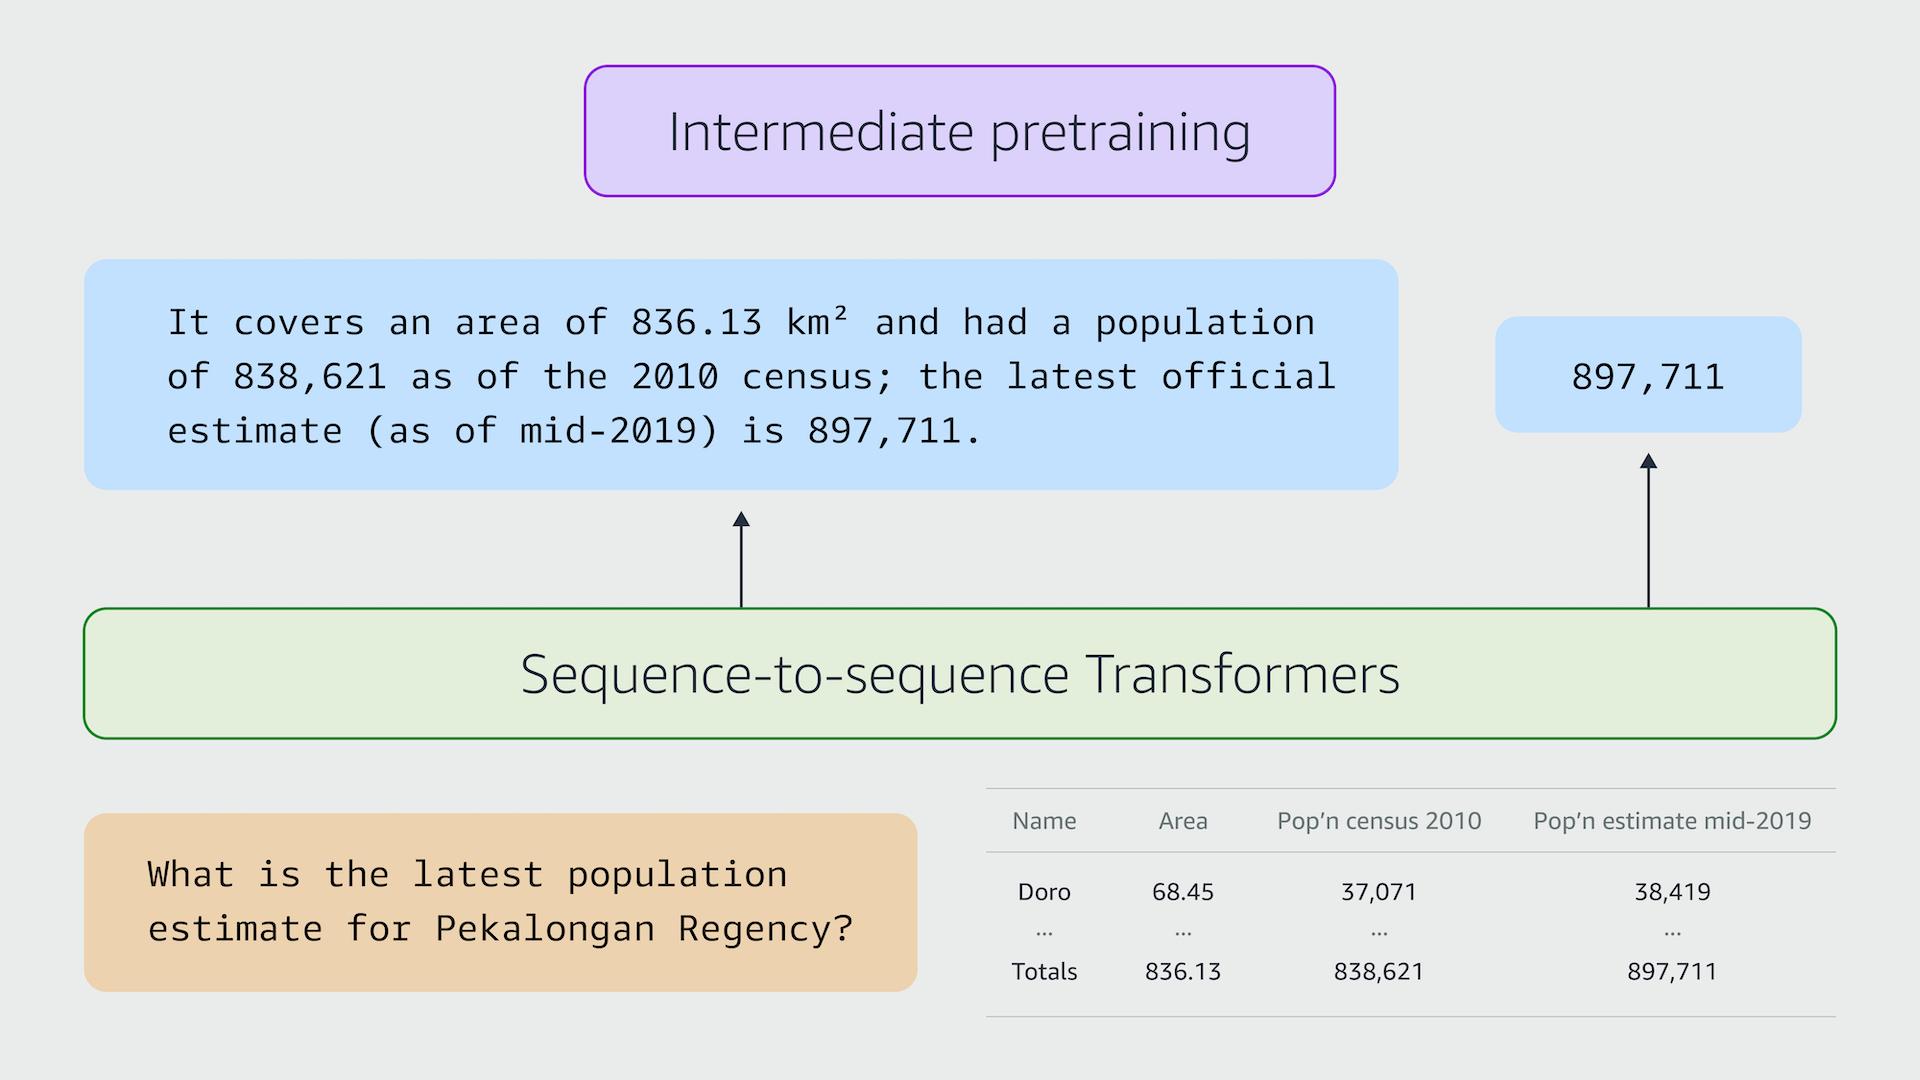 Intermediate pretraining
It covers an area of 836.13 km² and had a population
of 838,621 as of the 2010 census; the latest official
estimate (as of mid-2019) is 897,711.
897,711
Sequence-to-sequence Transformers
What is the latest population
estimate for Pekalongan Regency?
Name Area Pop’n census 2010 Pop’n estimate mid-2019
Doro 68.45 37,071 38,419
... ... ... ...
Totals 836.13 838,621 897,711